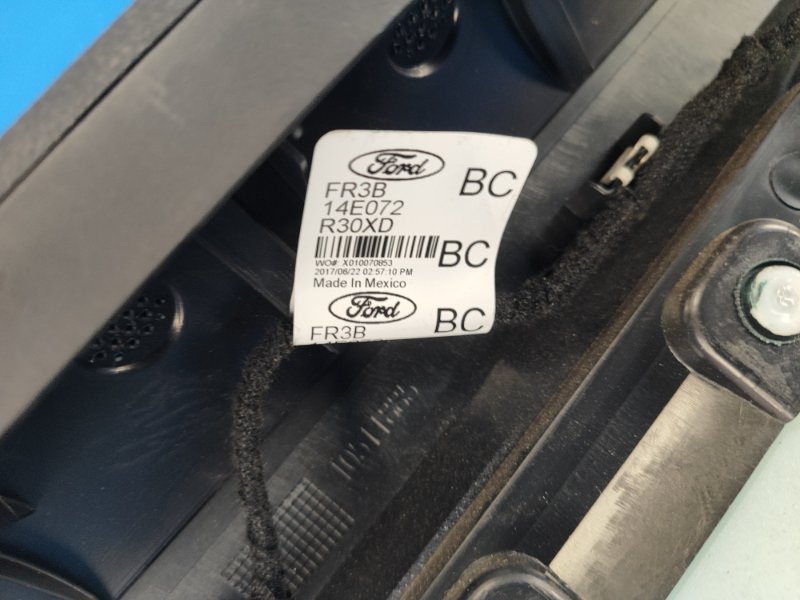 Ford
FR3B BC
14E072
R30XD
BC
WO#: X010070853
2017/06/22 02:57:10 PM
Made In Mexico
Ford
FR3B BC